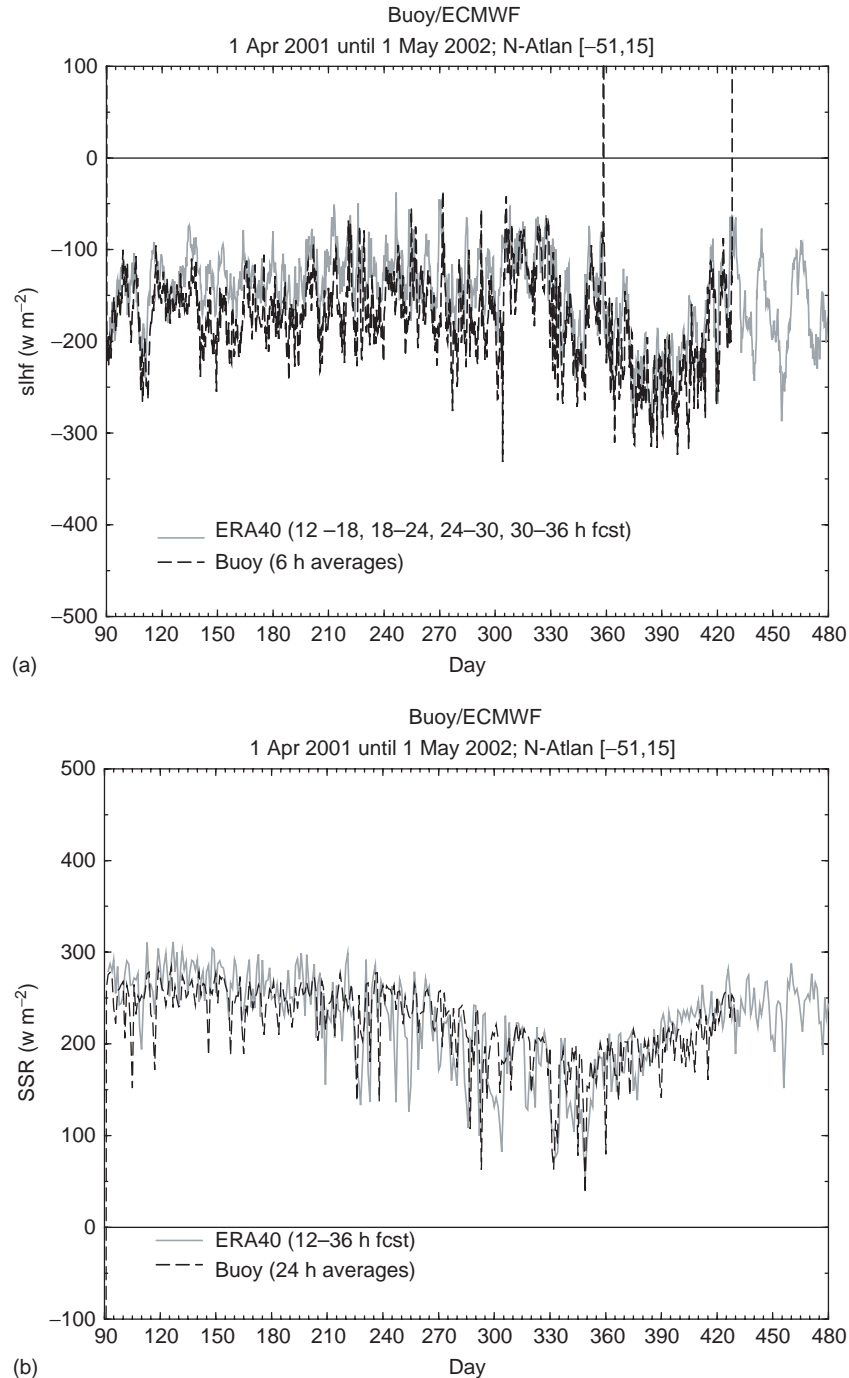 Buoy/ECMWF
1 Apr 2001 until 1 May 2002; N-Atlan [–51,15]
100
0
–100
–200
–300
–400
–500
slhf (w m–2)
ERA40 (12 –18, 18–24, 24–30, 30–36 h fcst)
Buoy (6 h averages)
90 120 150 180 210 240 270 300 330 360 390 420 450 480
Day
(a)
Buoy/ECMWF
1 Apr 2001 until 1 May 2002; N-Atlan [–51,15]
500
400
300
200
100
0
–100
SSR (w m–2)
ERA40 (12–36 h fcst)
Buoy (24 h averages)
90 120 150 180 210 240 270 300 330 360 390 420 450 480
Day
(b)